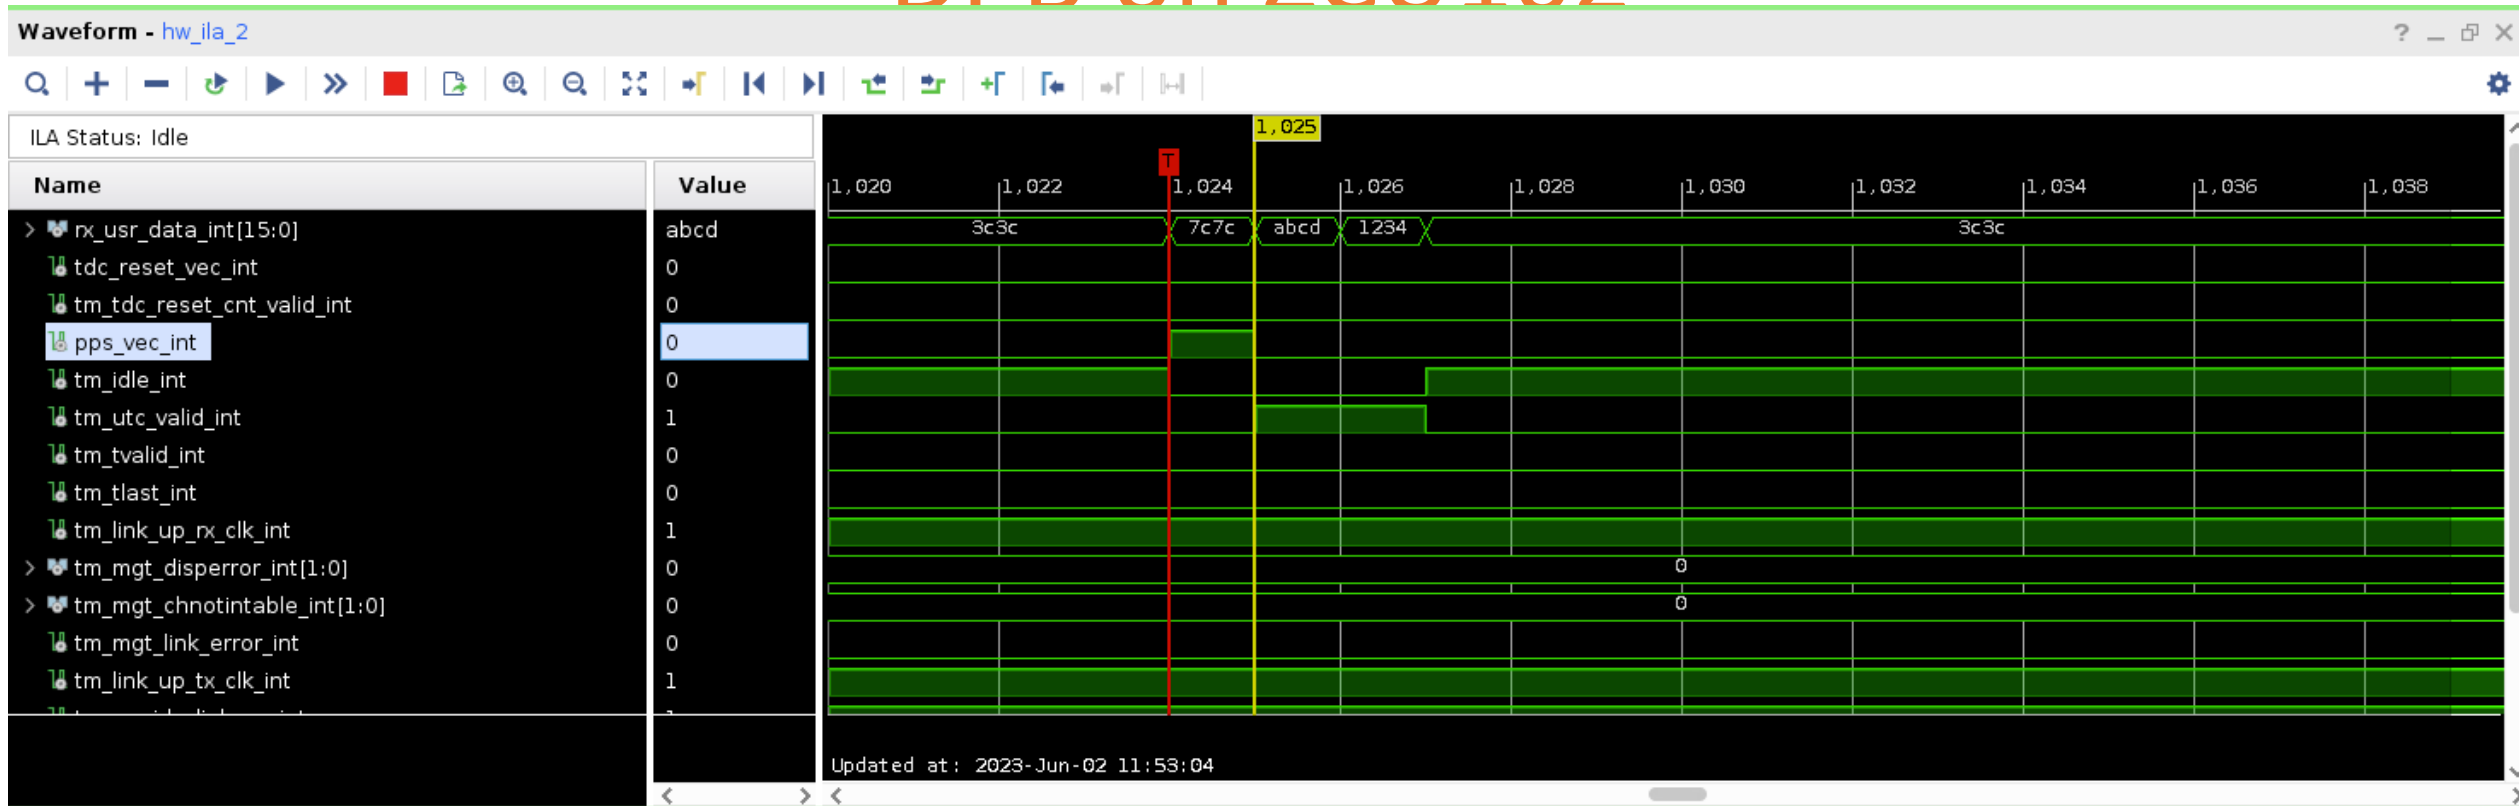 Waveform - hw_ila_2
ILA Status: Idle
Name Value
1,025
T
1,020 1,022 1,024 1,026 1,028 1,030 1,032 1,034 1,036 1,038
rx_usr_data_int[15:0] abcd 3c3c 7c7c abcd 1234 3c3c
tdc_reset_vec_int 0
tm_tdc_reset_cnt_valid_int 0
pps_vec_int 0
tm_idle_int 0
tm_utc_valid_int 1
tm_tvalid_int 0
tm_tlast_int 0
tm_link_up_rx_clk_int 1
tm_mgt_disperror_int[1:0] 0 0
tm_mgt_chnotintable_int[1:0] 0 0
tm_mgt_link_error_int 0
tm_link_up_tx_clk_int 1
Updated at: 2023-Jun-02 11:53:04